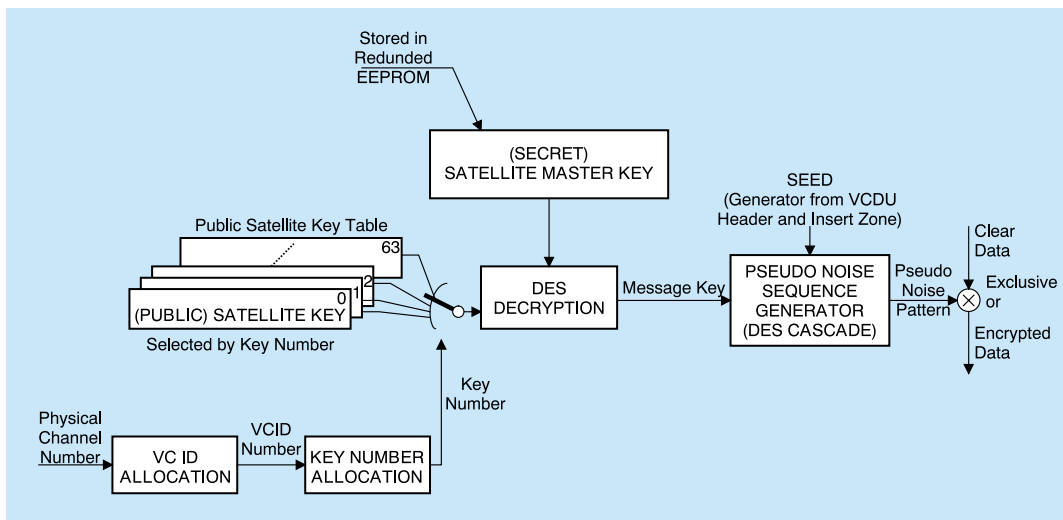 Stored in
Redunded
EEPROM
(SECRET)
SATELLITE MASTER KEY
SEED
(Generator from VCDU
Header and Insert Zone)
Public Satellite Key Table
63
2
1
0
(PUBLIC) SATELLITE KEY
Selected by Key Number
DES
DECRYPTION
Message Key
PSEUDO NOISE
SEQUENCE
GENERATOR
(DES CASCADE)
Pseudo
Noise
Pattern
Clear
Data
Exclusive
or
Encrypted
Data
Key
Number
Physical
Channel
Number
VC ID
ALLOCATION
VCID
Number
KEY NUMBER
ALLOCATION